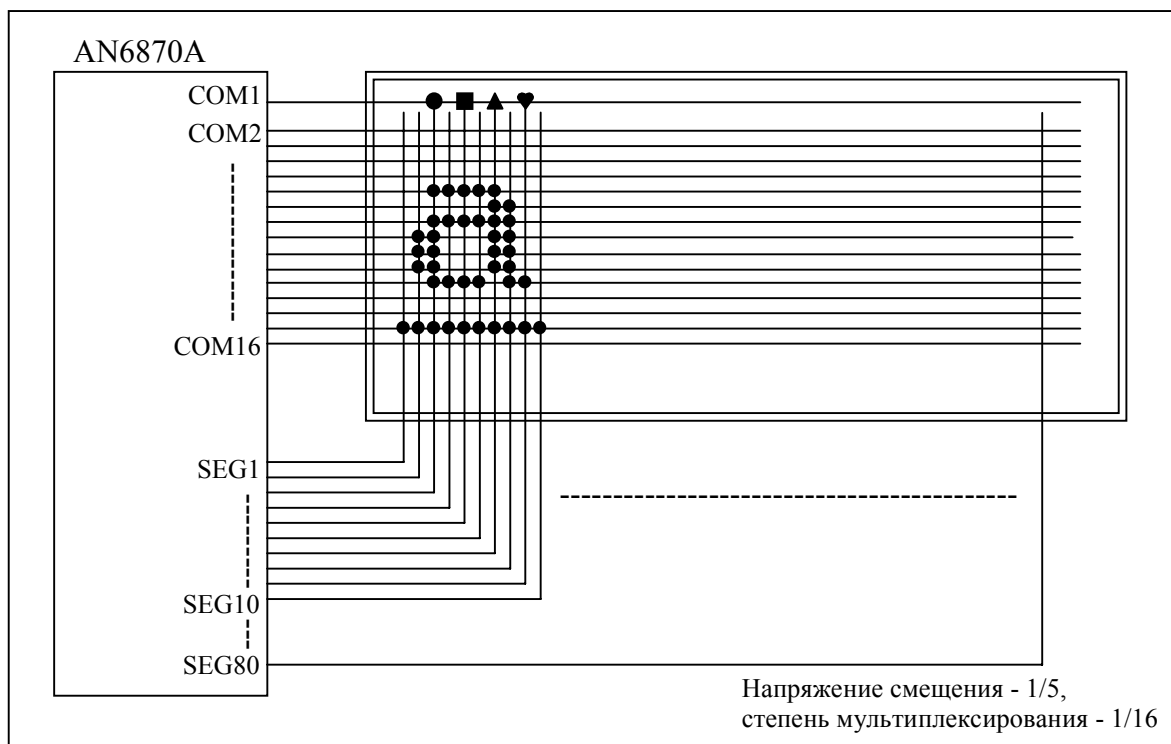 AN6870A
COM1
COM2
COM16
SEG1
SEG10
SEG80
Напряжение смещения - 1/5,
степень мультиплексирования - 1/16